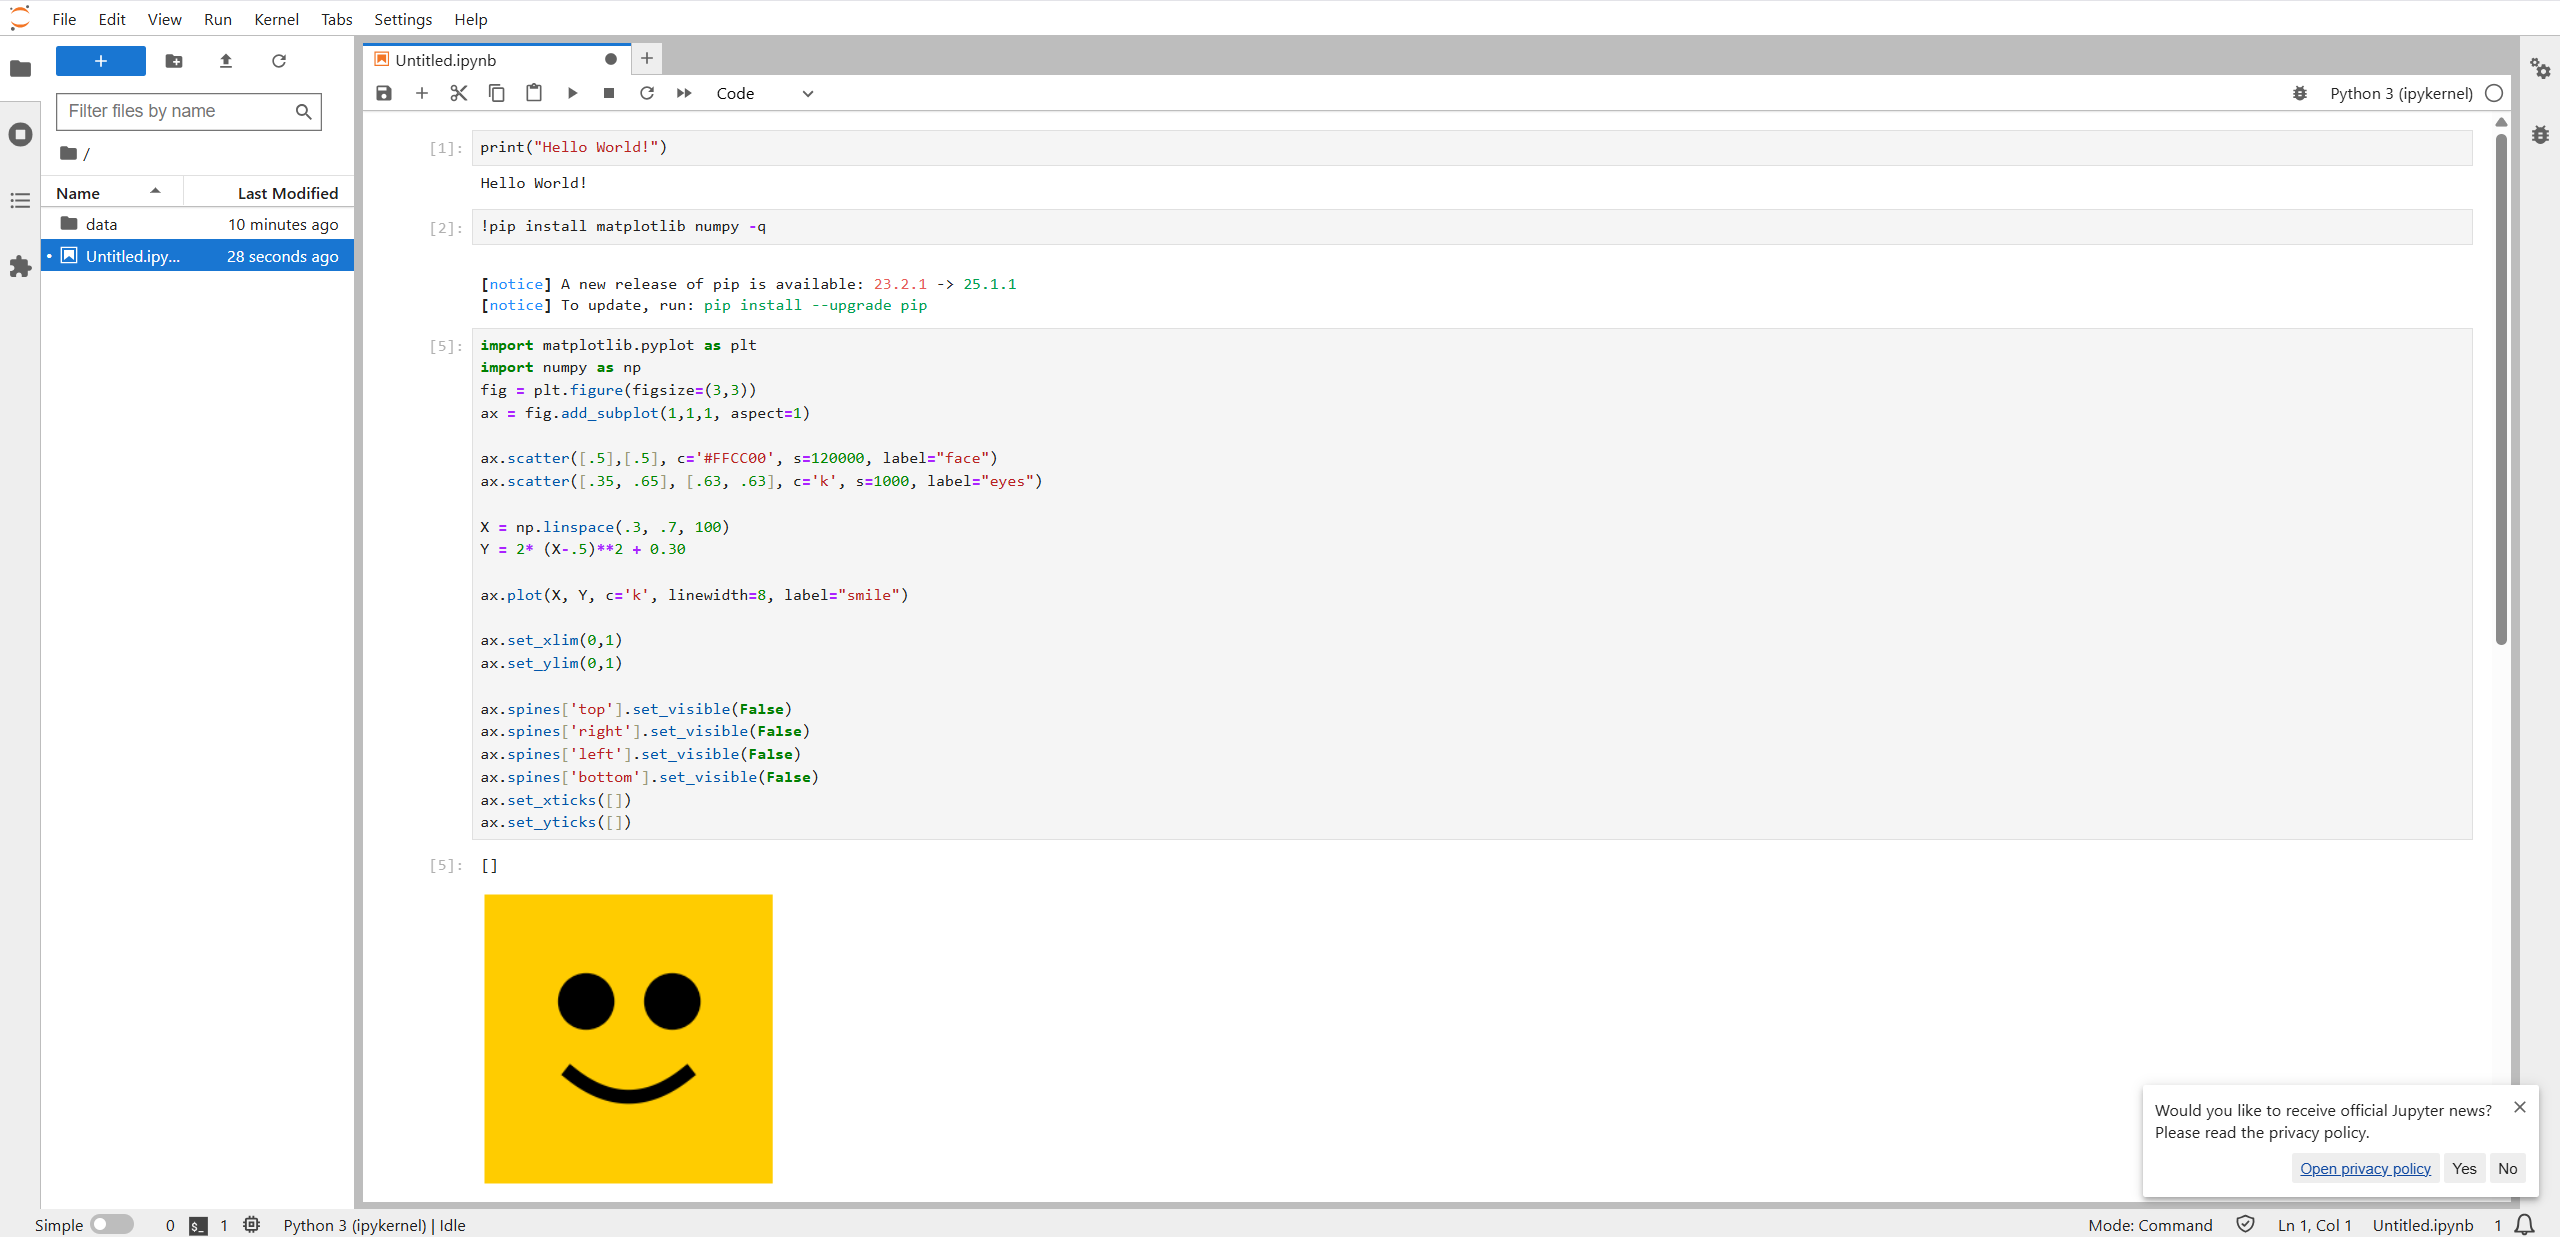 File Edit View Run Kernel Tabs Settings Help
+
Filter files by name
/
Name Last Modified
data 10 minutes ago
• Untitled.ipy... 28 seconds ago
Untitled.ipynb
Code
Python 3 (ipykernel)
[1]: print("Hello World!")
Hello World!
[2]: !pip install matplotlib numpy -q
[notice] A new release of pip is available: 23.2.1 -> 25.1.1
[notice] To update, run: pip install --upgrade pip
[5]: import matplotlib.pyplot as plt
import numpy as np
fig = plt.figure(figsize=(3,3))
ax = fig.add_subplot(1,1,1, aspect=1)
ax.scatter([.5],[.5], c='#FFCC00', s=120000, label="face")
ax.scatter([.35, .65], [.63, .63], c='k', s=1000, label="eyes")
X = np.linspace(.3, .7, 100)
Y = 2* (X-.5)**2 + 0.30
ax.plot(X, Y, c='k', linewidth=8, label="smile")
ax.set_xlim(0,1)
ax.set_ylim(0,1)
ax.spines['top'].set_visible(False)
ax.spines['right'].set_visible(False)
ax.spines['left'].set_visible(False)
ax.spines['bottom'].set_visible(False)
ax.set_xticks([])
ax.set_yticks([])
[5]: []
Would you like to receive official Jupyter news?
Please read the privacy policy.
Open privacy policy Yes No
Simple 0 $_ 1 Python 3 (ipykernel) | Idle
Mode: Command Ln 1, Col 1 Untitled.ipynb 1